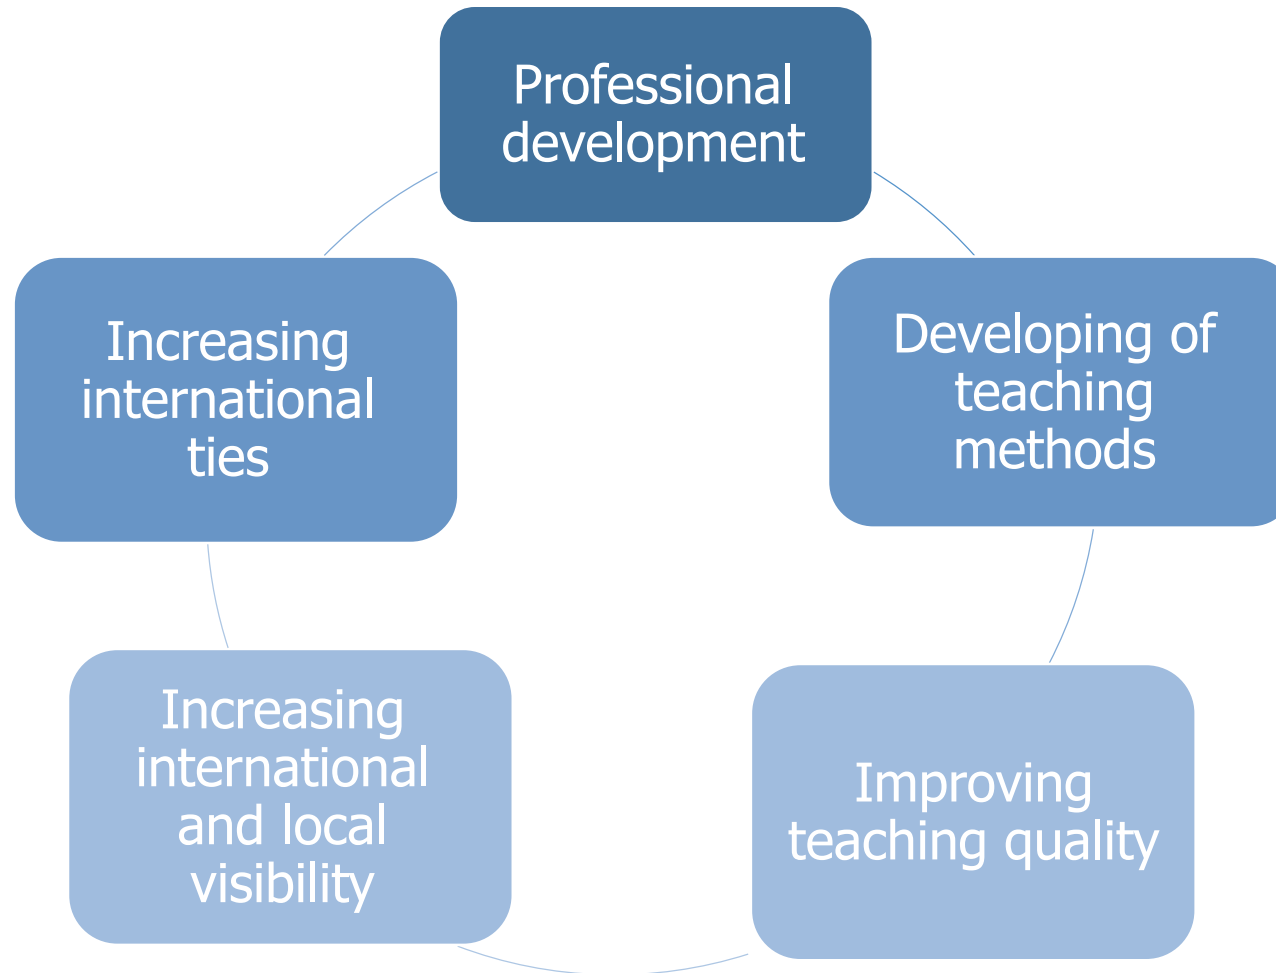 Professional
development
Increasing
international
ties
Developing of
teaching
methods
Increasing
international
and local
visibility
Improving
teaching quality